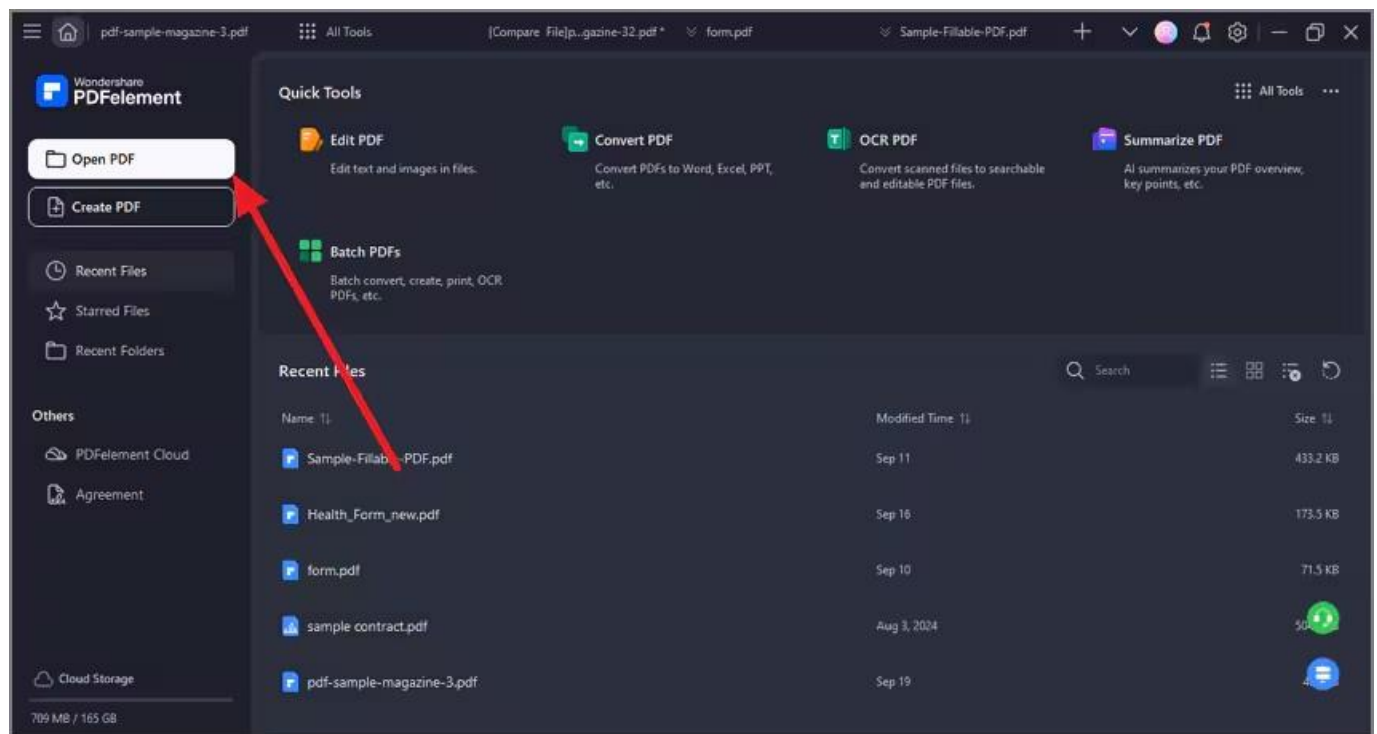 pdf-sample-magazine-3.pdf
All Tools
[Compare File]p...gazine-32.pdf *
form.pdf
Sample-Fillable-PDF.pdf
Wondershare
PDFelement
Open PDF
Create PDF
Recent Files
Starred Files
Recent Folders
Others
PDFelement Cloud
Agreement
Cloud Storage
709 MB / 165 GB
Quick Tools
All Tools
Edit PDF
Edit text and images in files.
Convert PDF
Convert PDFs to Word, Excel, PPT,
etc.
OCR PDF
Convert scanned files to searchable
and editable PDF files.
Summarize PDF
AI summarizes your PDF overview,
key points, etc.
Batch PDFs
Batch convert, create, print, OCR
PDFs, etc.
Recent Files
Search
Name
Modified Time
Size
Sample-Fillable-PDF.pdf
Sep 11
433.2 KB
Health_Form_new.pdf
Sep 16
173.5 KB
form.pdf
Sep 10
71.5 KB
sample contract.pdf
Aug 3, 2024
pdf-sample-magazine-3.pdf
Sep 19